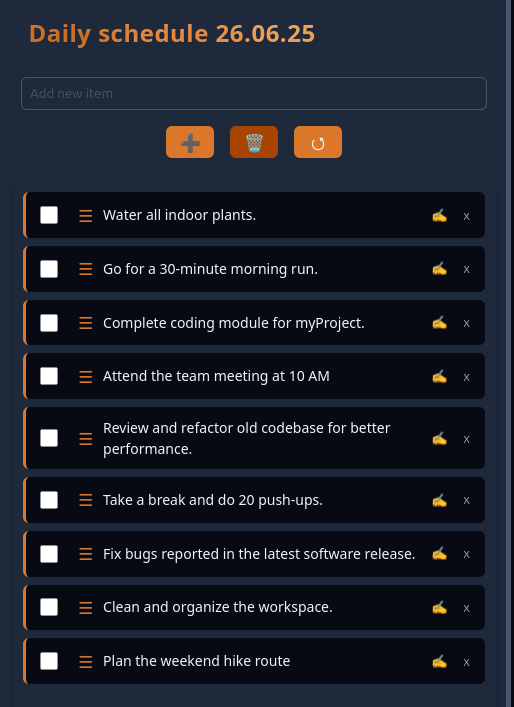 Daily schedule 26.06.25
Add new item
Water all indoor plants.
x
Go for a 30-minute morning run.
x
Complete coding module for myProject.
x
Attend the team meeting at 10 AM
x
Review and refactor old codebase for better
performance.
x
Take a break and do 20 push-ups.
x
Fix bugs reported in the latest software release.
x
Clean and organize the workspace.
x
Plan the weekend hike route
x